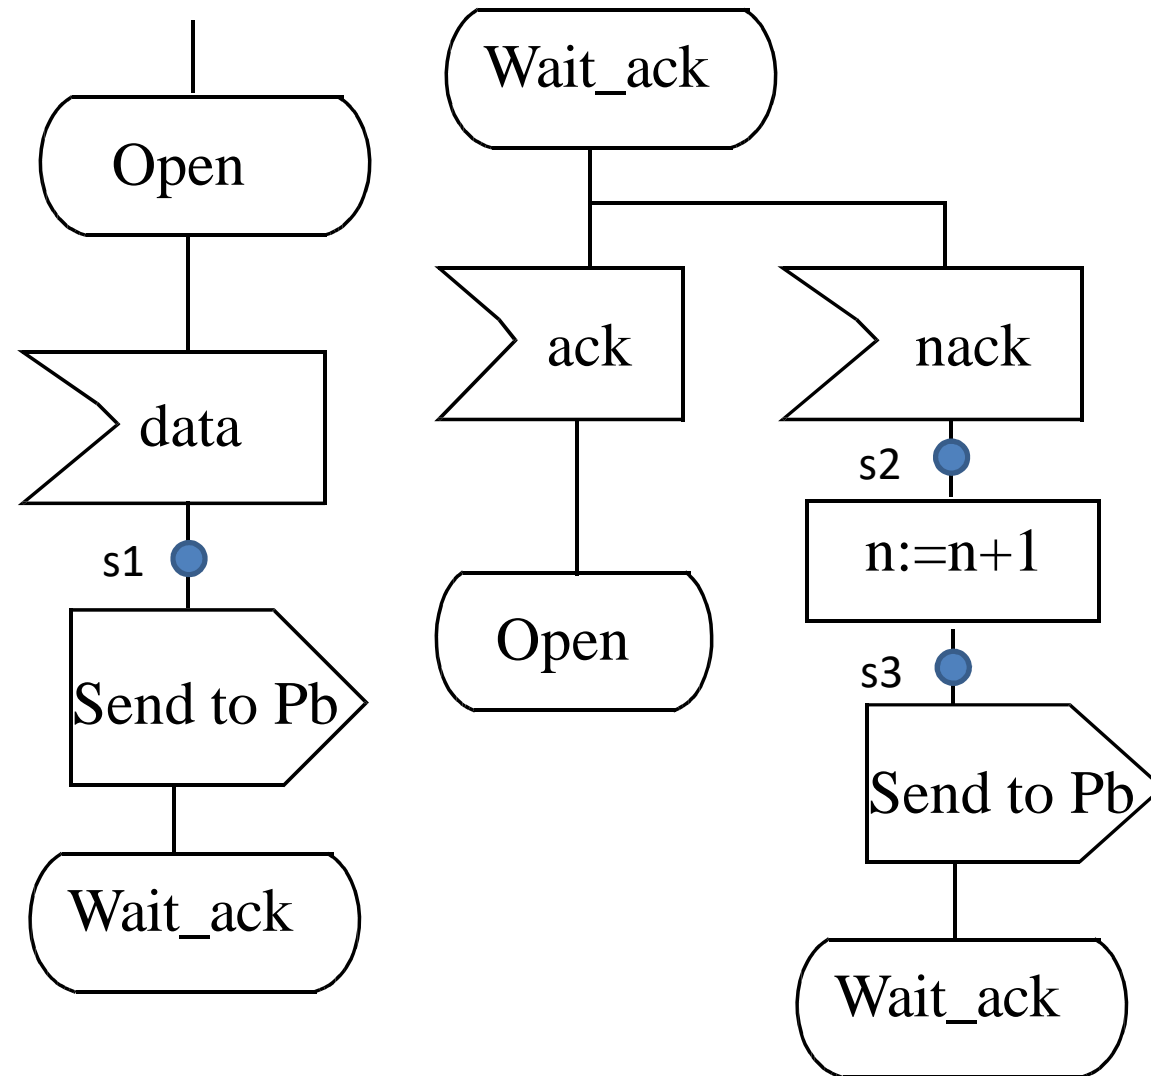 Open
data
s1
Send to Pb
Wait_ack
Wait_ack
ack
Open
nack
s2
n:=n+1
s3
Send to Pb
Wait_ack